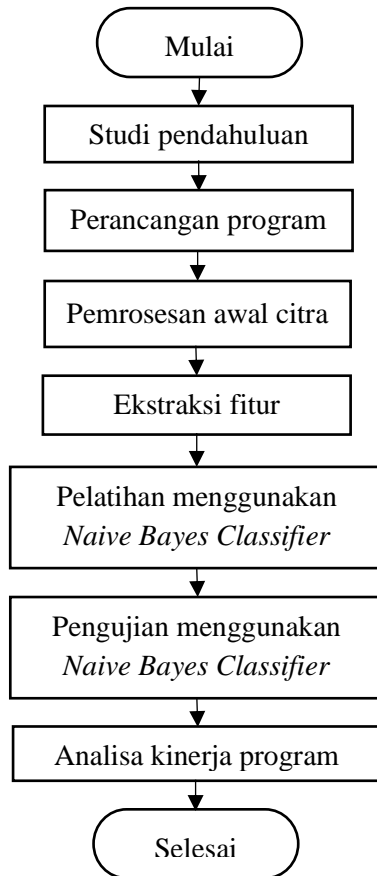 Mulai
Studi pendahuluan
Perancangan program
Pemrosesan awal citra
Ekstraksi fitur
Pelatihan menggunakan
Naive Bayes Classifier
Pengujian menggunakan
Naive Bayes Classifier
Analisa kinerja program
Selesai